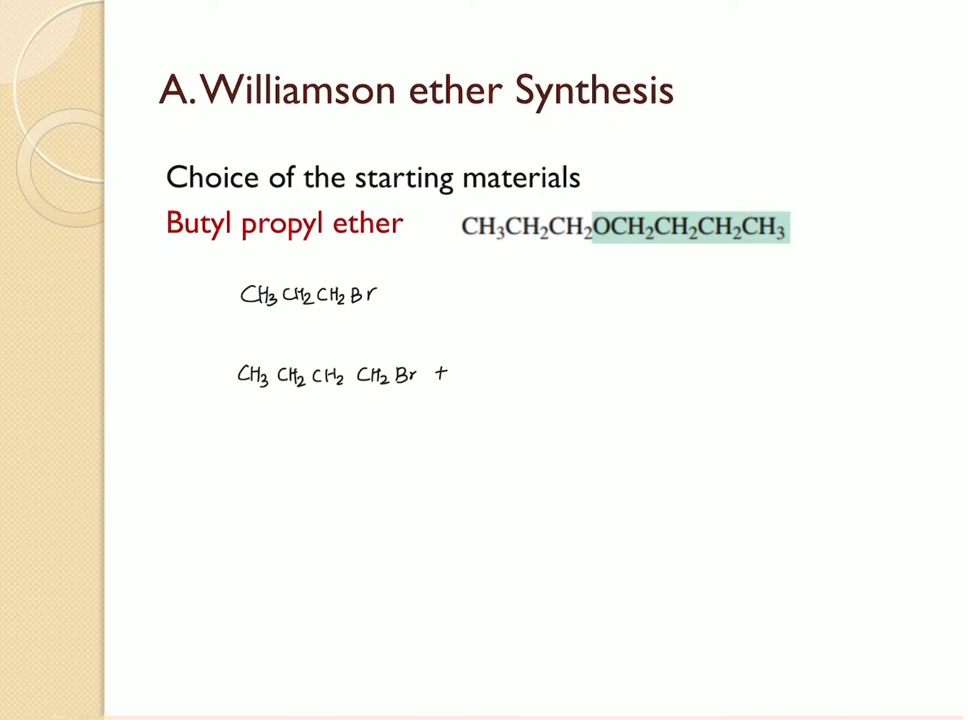 A. Williamson ether Synthesis
Choice of the starting materials
Butyl propyl ether CH₃CH₂CH₂OCH₂CH₂CH₂CH₃
CH₃ CH₂ CH₂ Br
CH₃ CH₂ CH₂ CH₂ Br +